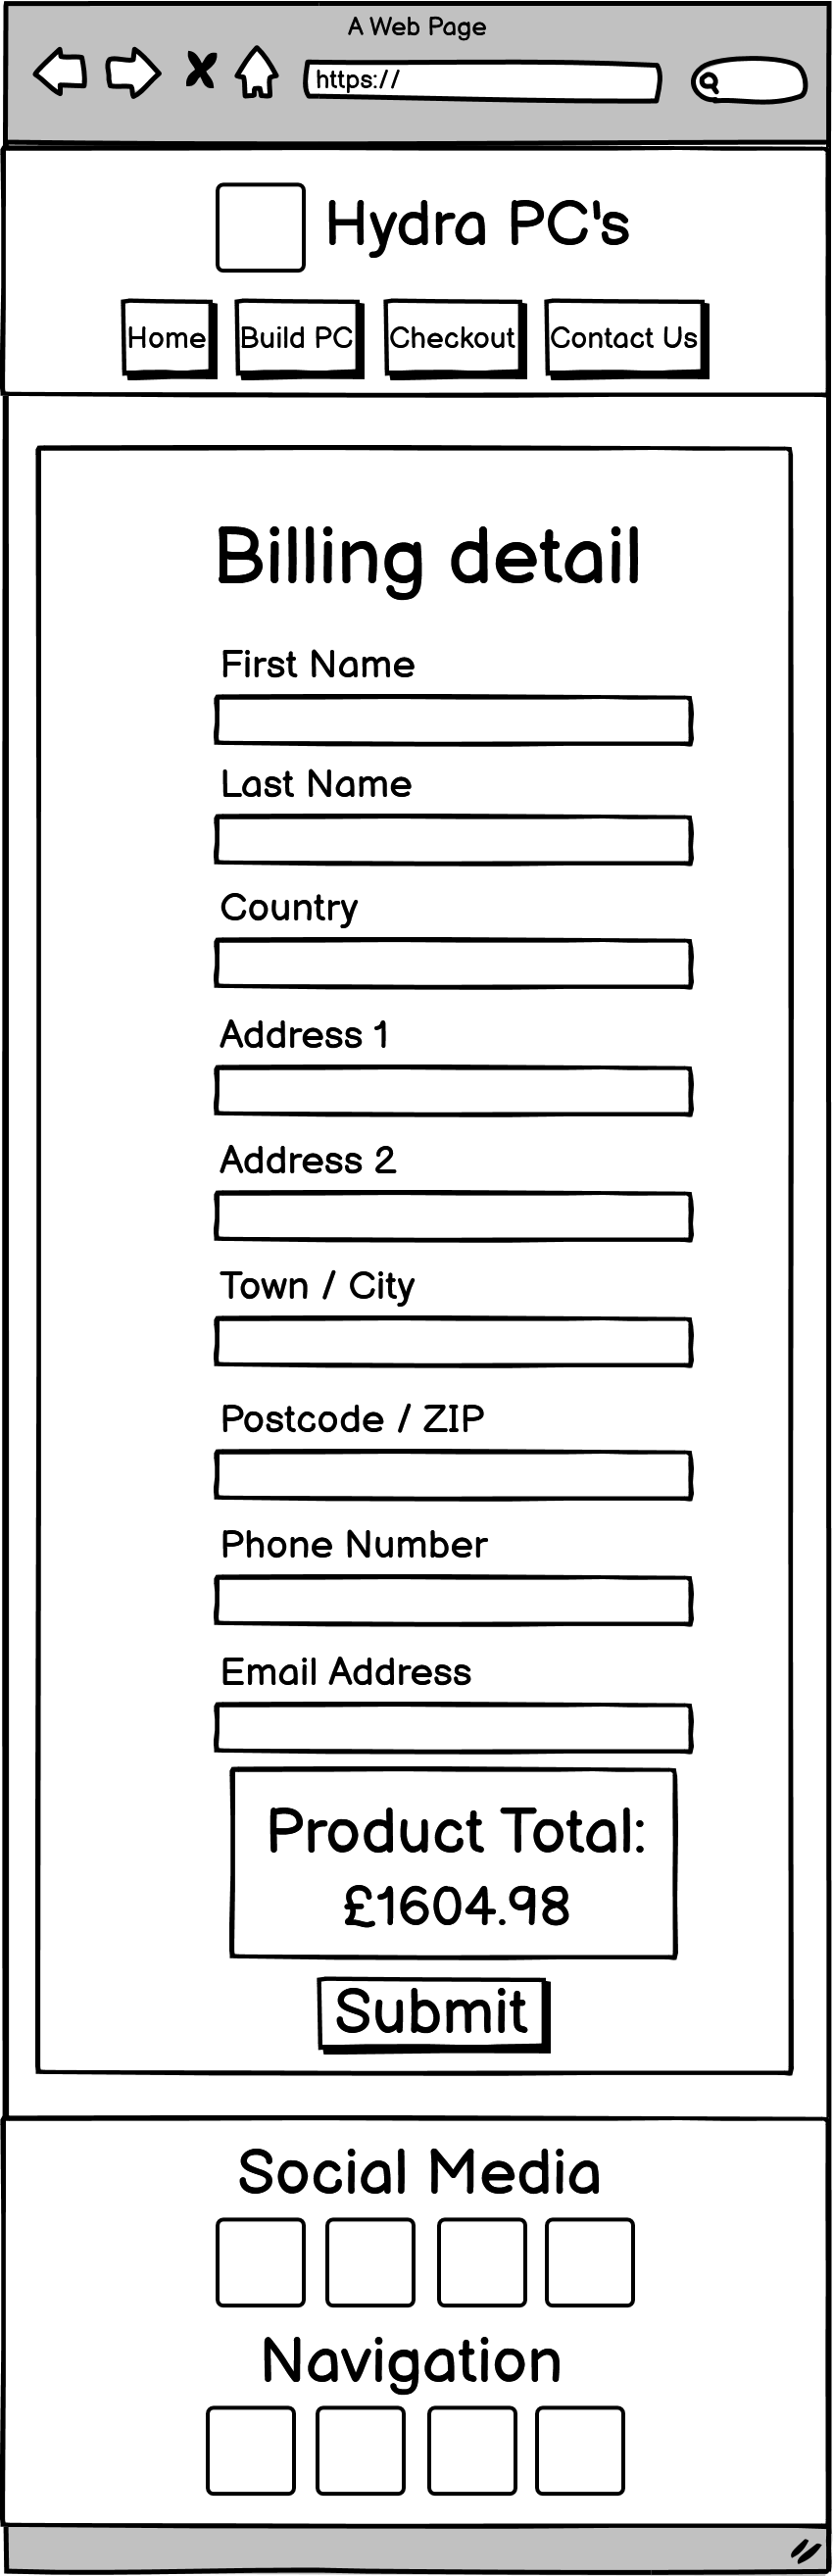 A Web Page
https://
Hydra PC's
Home Build PC Checkout Contact Us
Billing detail
First Name
Last Name
Country
Address 1
Address 2
Town / City
Postcode / ZIP
Phone Number
Email Address
Product Total:
£1604.98
Submit
Social Media
Navigation